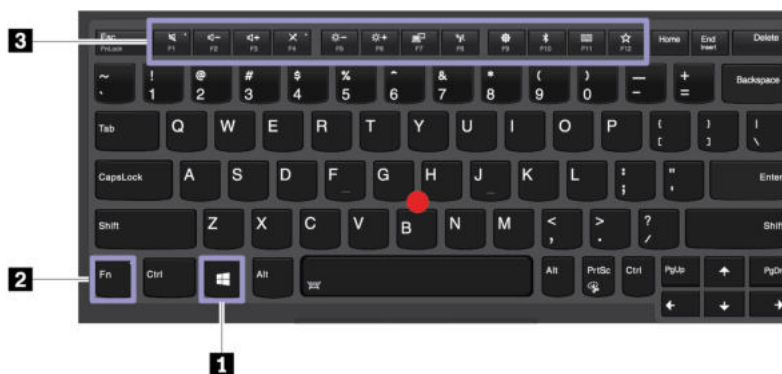 3
Esc
FnLock
F1 F2 F3 F4 F5 F6 F7 F8 F9 F10 F11 F12
Home
End
Insert
Delete
~ ! @ # $ % ^ & * ( ) — +
` 1 2 3 4 5 6 7 8 9 0 - =
Backspace
Tab Q W E R T Y U I O P { } |
[ ] \
CapsLock A S D F G H J K L : "
; '
Enter
Shift Z X C V B N M < > ?
, . /
Shift
2
Fn Ctrl Alt Alt PrtSc Ctrl PgUp ↑ PgDn
← ↓ →
1